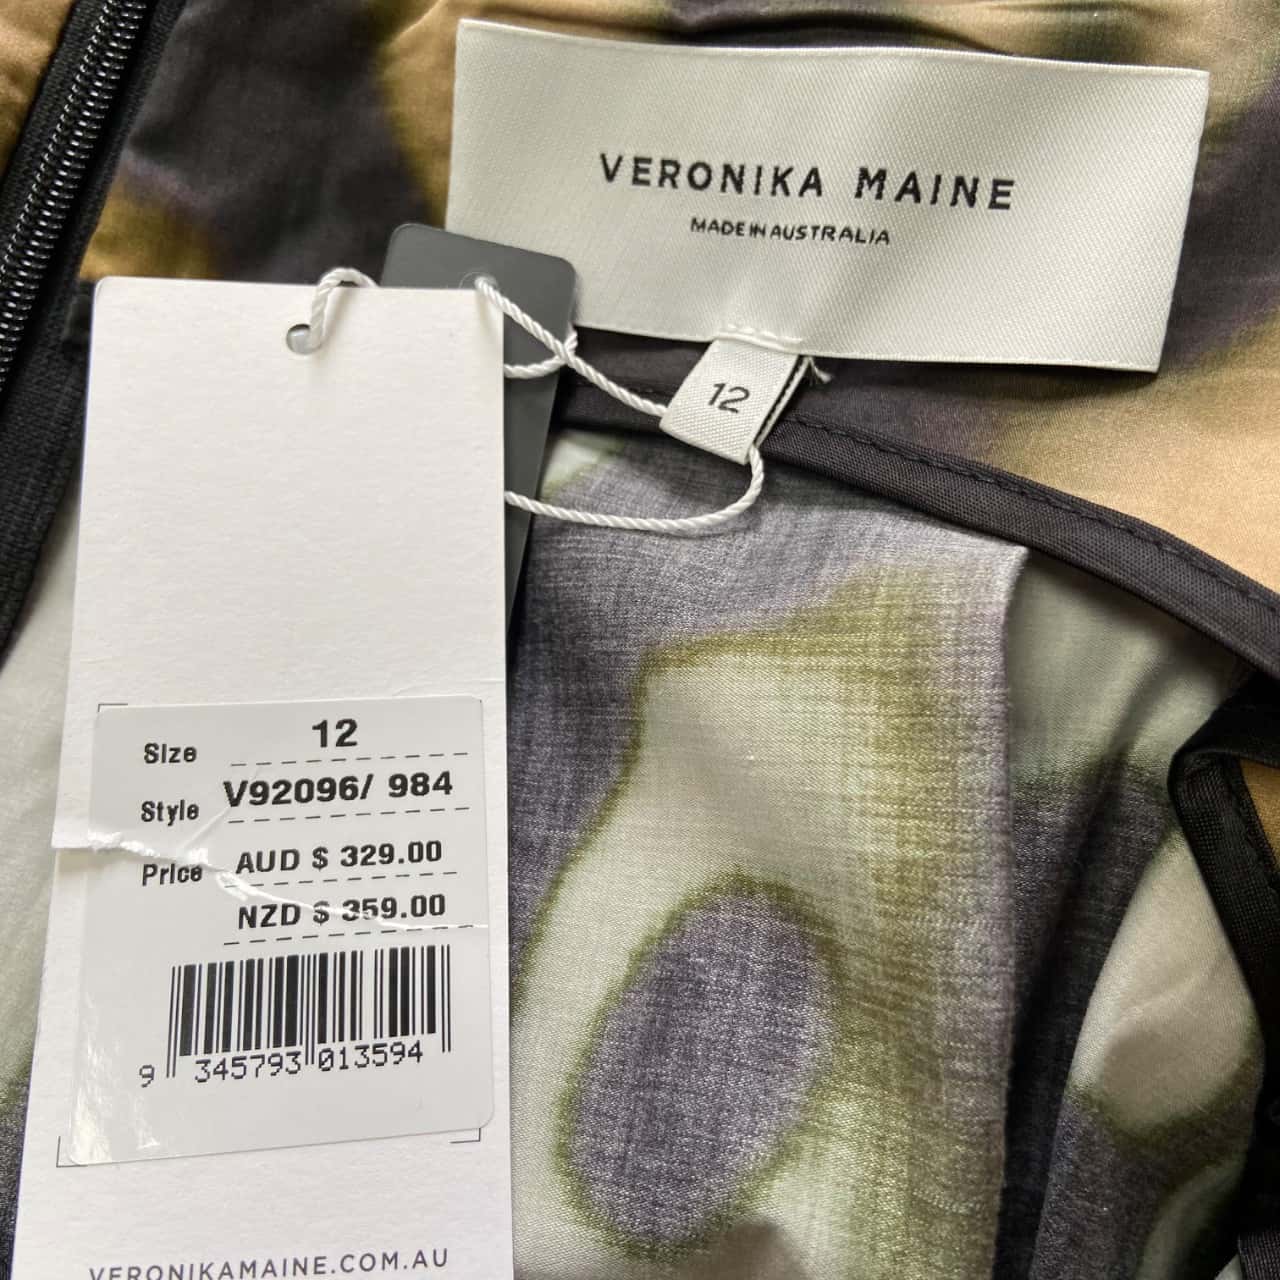 VERONIKA MAINE
MADE IN AUSTRALIA
12
Size 12
Style V92096/ 984
Price AUD $ 329.00
NZD $ 359.00
9 345793 013594
VERONIKAMAINE.COM.AU